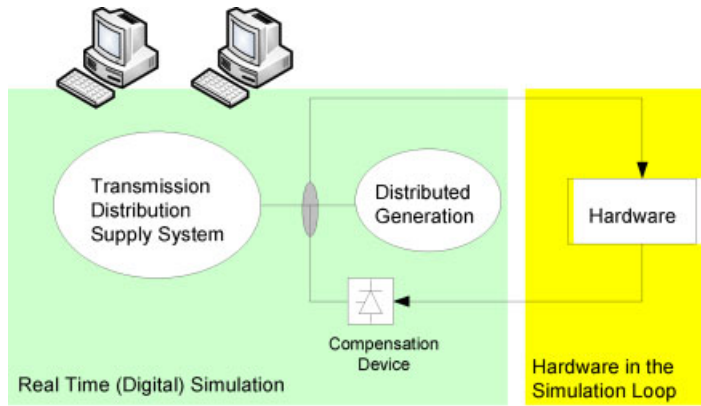 Transmission
Distribution
Supply System
Distributed
Generation
Hardware
Compensation
Device
Real Time (Digital) Simulation
Hardware in the
Simulation Loop